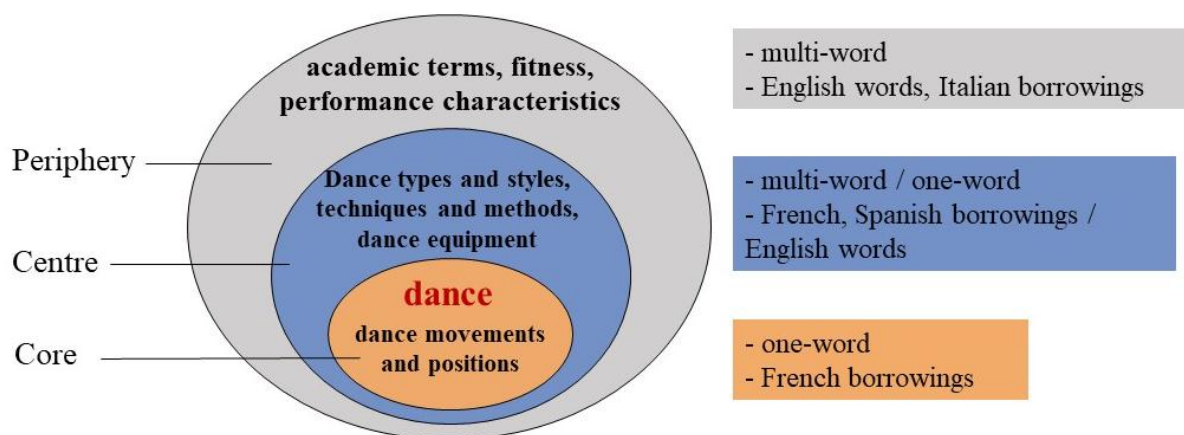 academic terms, fitness,
performance characteristics
Periphery
Dance types and styles,
techniques and methods,
dance equipment
Centre
dance
dance movements
and positions
Core
- multi-word
- English words, Italian borrowings
- multi-word / one-word
- French, Spanish borrowings /
English words
- one-word
- French borrowings